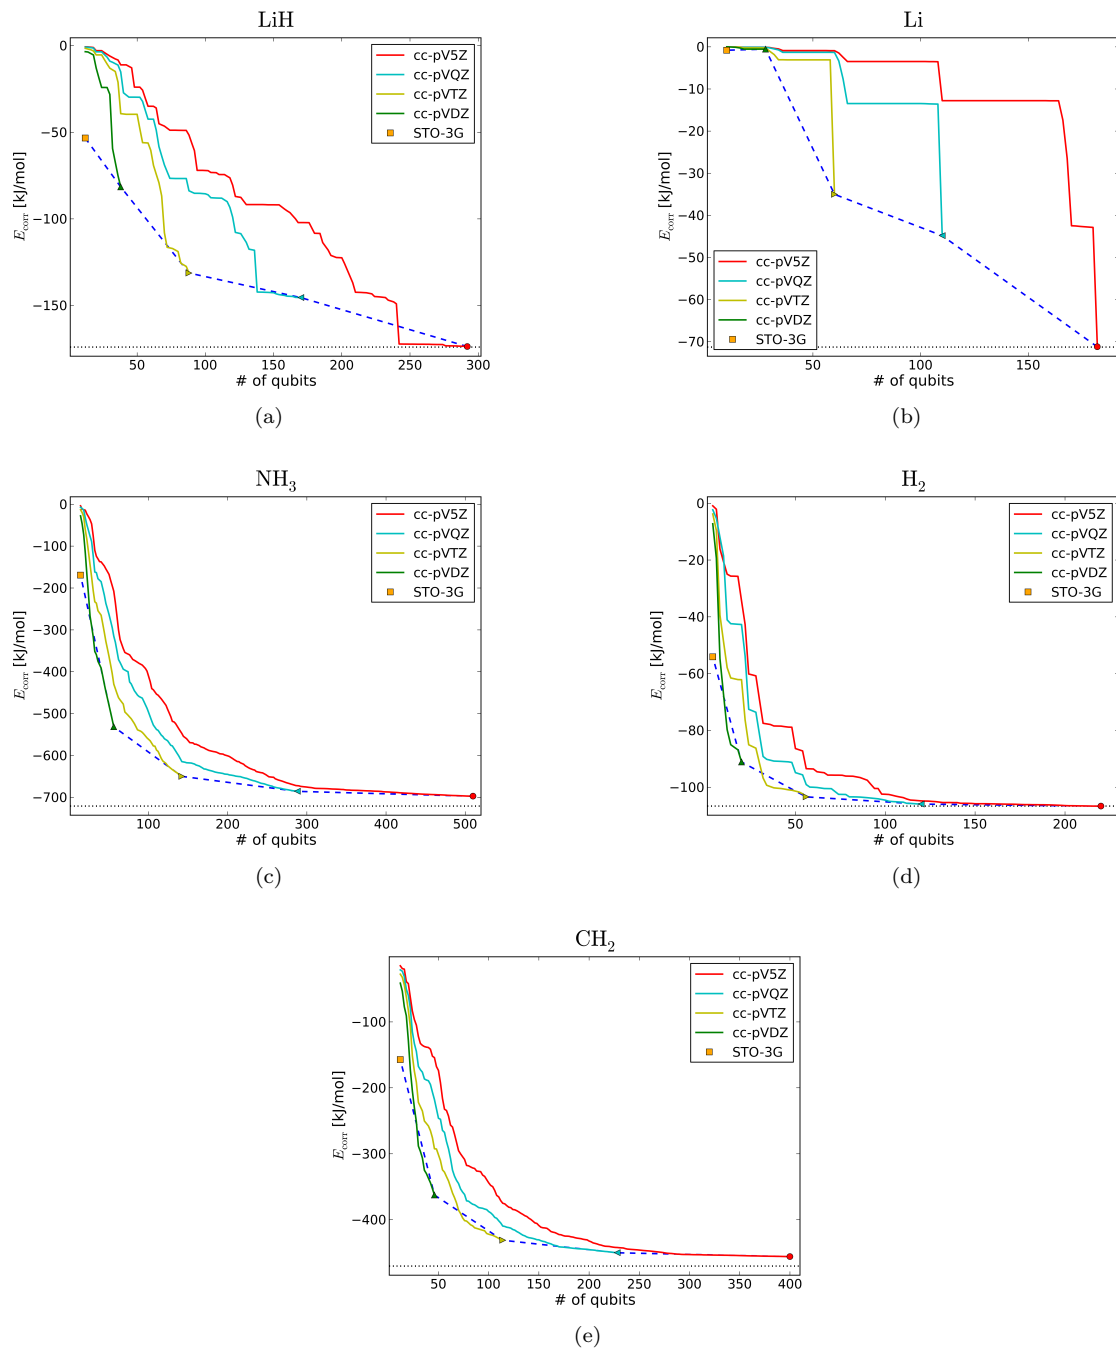 LiH
0
−50
−100
−150
E_corr [kJ/mol]
cc-pV5Z
cc-pVQZ
cc-pVTZ
cc-pVDZ
STO-3G
50 100 150 200 250 300
# of qubits
(a)
Li
0
−10
−20
−30
−40
−50
−60
−70
E_corr [kJ/mol]
cc-pV5Z
cc-pVQZ
cc-pVTZ
cc-pVDZ
STO-3G
50 100 150
# of qubits
(b)
NH₃
0
−100
−200
−300
−400
−500
−600
−700
E_corr [kJ/mol]
cc-pV5Z
cc-pVQZ
cc-pVTZ
cc-pVDZ
STO-3G
100 200 300 400 500
# of qubits
(c)
H₂
0
−20
−40
−60
−80
−100
E_corr [kJ/mol]
cc-pV5Z
cc-pVQZ
cc-pVTZ
cc-pVDZ
STO-3G
50 100 150 200
# of qubits
(d)
CH₂
−100
−200
−300
−400
E_corr [kJ/mol]
cc-pV5Z
cc-pVQZ
cc-pVTZ
cc-pVDZ
STO-3G
50 100 150 200 250 300 350 400
# of qubits
(e)